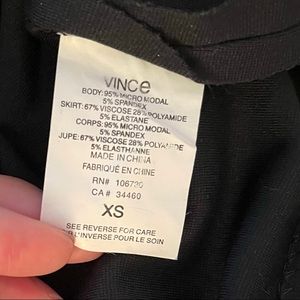 VINCE
BODY: 95% MICRO MODAL
5% SPANDEX
SKIRT: 67% VISCOSE 28% POLYAMIDE
5% ELASTANE
CORPS: 95% MICRO MODAL
5% SPANDEX
JUPE: 67% VISCOSE 28% POLYAMIDE
5% ELASTHANNE
MADE IN CHINA
FABRIQUÉ EN CHINE
RN# 106730
CA# 34460
XS
SEE REVERSE FOR CARE
L'INVERSE POUR LE SOIN